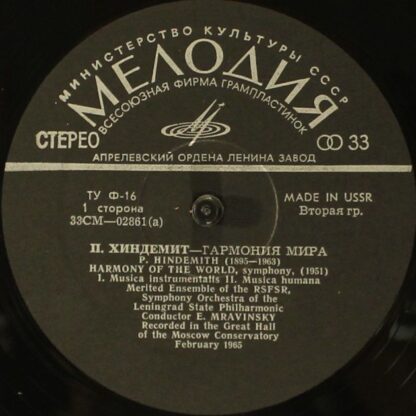 МИНИСТЕРСТВО КУЛЬТУРЫ СССР
МЕЛОДИЯ
ВСЕСОЮЗНАЯ ФИРМА ГРАМПЛАСТИНОК
СТЕРЕО
33
АПРЕЛЕВСКИЙ ОРДЕНА ЛЕНИНА ЗАВОД
ТУ Ф-16
1 сторона
33СМ—02861(а)
MADE IN USSR
Вторая гр.
П. ХИНДЕМИТ—ГАРМОНИЯ МИРА
P. HINDEMITH (1895—1963)
HARMONY OF THE WORLD, symphony, (1951)
I. Musica instrumentalis II. Musica humana
Merited Ensemble of the RSFSR,
Symphony Orchestra of the
Leningrad State Philharmonic
Conductor E. MRAVINSKY
Recorded in the Great Hall
of the Moscow Conservatory
February 1965